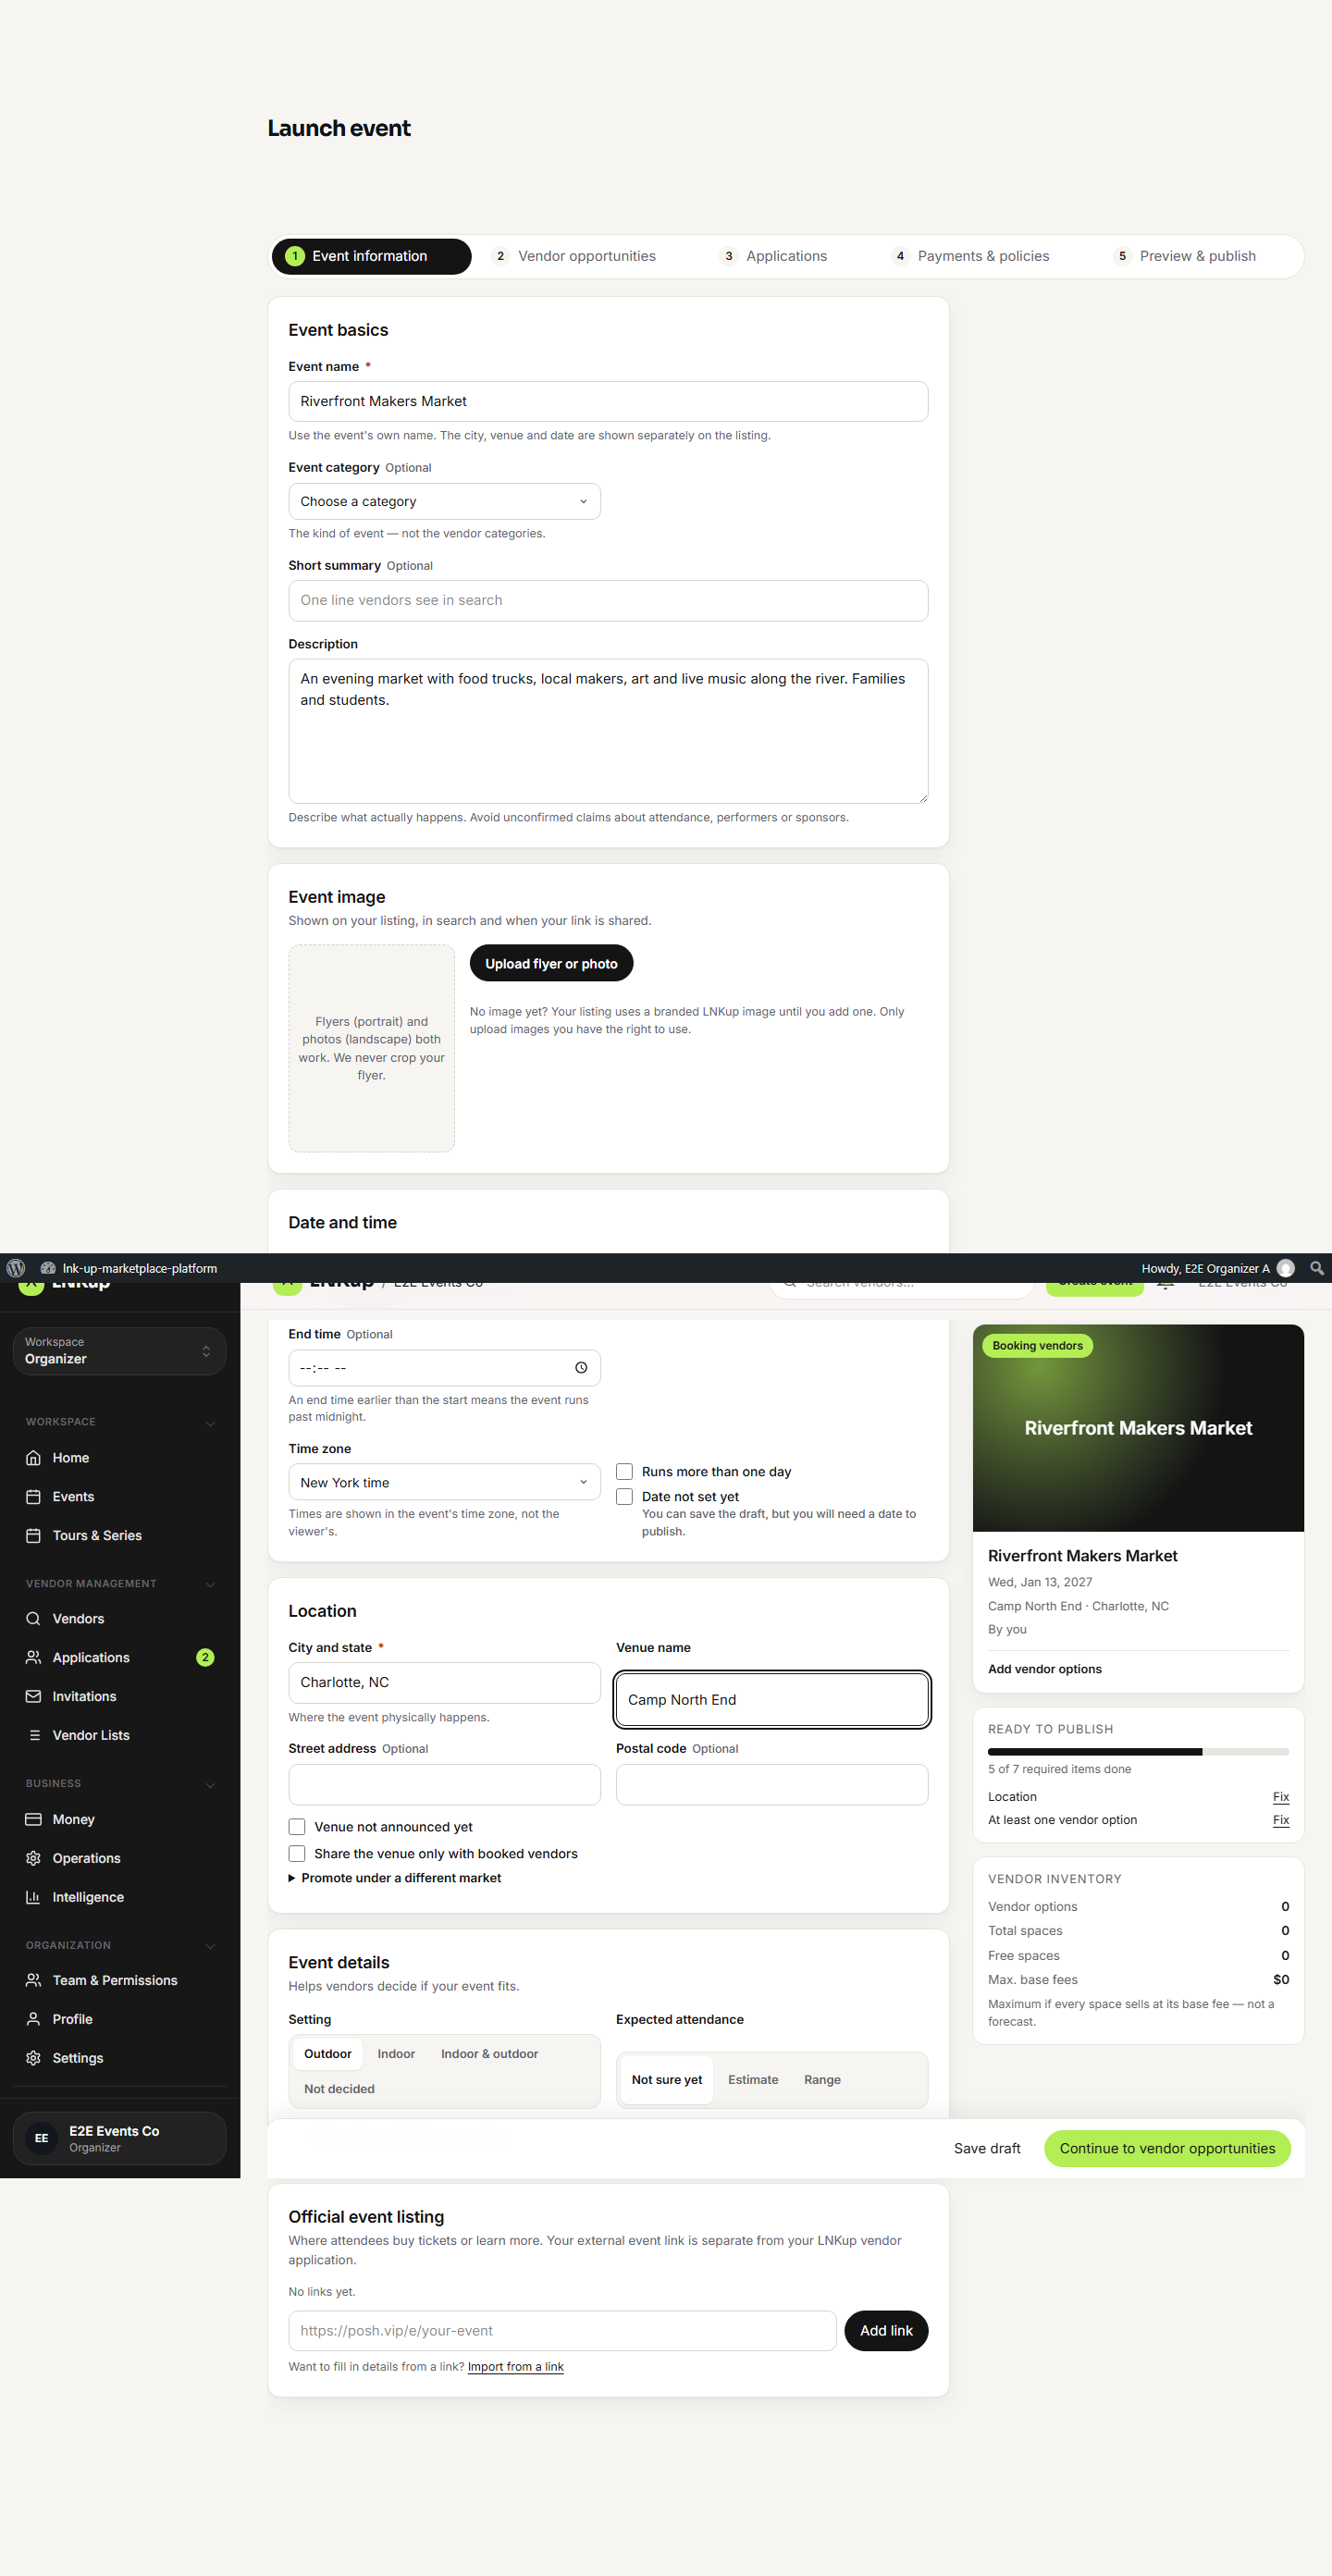 Launch event
1 Event information
2 Vendor opportunities
3 Applications
4 Payments & policies
5 Preview & publish
Event basics
Event name *
Riverfront Makers Market
Use the event's own name. The city, venue and date are shown separately on the listing.
Event category Optional
Choose a category
The kind of event — not the vendor categories.
Short summary Optional
One line vendors see in search
Description
An evening market with food trucks, local makers, art and live music along the river. Families
and students.
Describe what actually happens. Avoid unconfirmed claims about attendance, performers or sponsors.
Event image
Shown on your listing, in search and when your link is shared.
Flyers (portrait) and
photos (landscape) both
work. We never crop your
flyer.
Upload flyer or photo
No image yet? Your listing uses a branded LNKup image until you add one. Only
upload images you have the right to use.
Date and time
lnk-up-marketplace-platform
Howdy, E2E Organizer A
LNKup
LNKup / E2E Events Co
Search vendors...
Create event
E2E Events Co
Workspace
Organizer
WORKSPACE
Home
Events
Tours & Series
VENDOR MANAGEMENT
Vendors
Applications 2
Invitations
Vendor Lists
BUSINESS
Money
Operations
Intelligence
ORGANIZATION
Team & Permissions
Profile
Settings
EE
E2E Events Co
Organizer
End time Optional
--:-- --
An end time earlier than the start means the event runs
past midnight.
Time zone
New York time
Times are shown in the event's time zone, not the
viewer's.
Runs more than one day
Date not set yet
You can save the draft, but you will need a date to
publish.
Location
City and state *
Charlotte, NC
Where the event physically happens.
Venue name
Camp North End
Street address Optional
Postal code Optional
Venue not announced yet
Share the venue only with booked vendors
Promote under a different market
Event details
Helps vendors decide if your event fits.
Setting
Outdoor
Indoor
Indoor & outdoor
Not decided
Expected attendance
Not sure yet
Estimate
Range
Booking vendors
Riverfront Makers Market
Riverfront Makers Market
Wed, Jan 13, 2027
Camp North End · Charlotte, NC
By you
Add vendor options
READY TO PUBLISH
5 of 7 required items done
Location Fix
At least one vendor option Fix
VENDOR INVENTORY
Vendor options 0
Total spaces 0
Free spaces 0
Max. base fees $0
Maximum if every space sells at its base fee — not a
forecast.
Save draft
Continue to vendor opportunities
Official event listing
Where attendees buy tickets or learn more. Your external event link is separate from your LNKup vendor
application.
No links yet.
https://posh.vip/e/your-event
Add link
Want to fill in details from a link? Import from a link